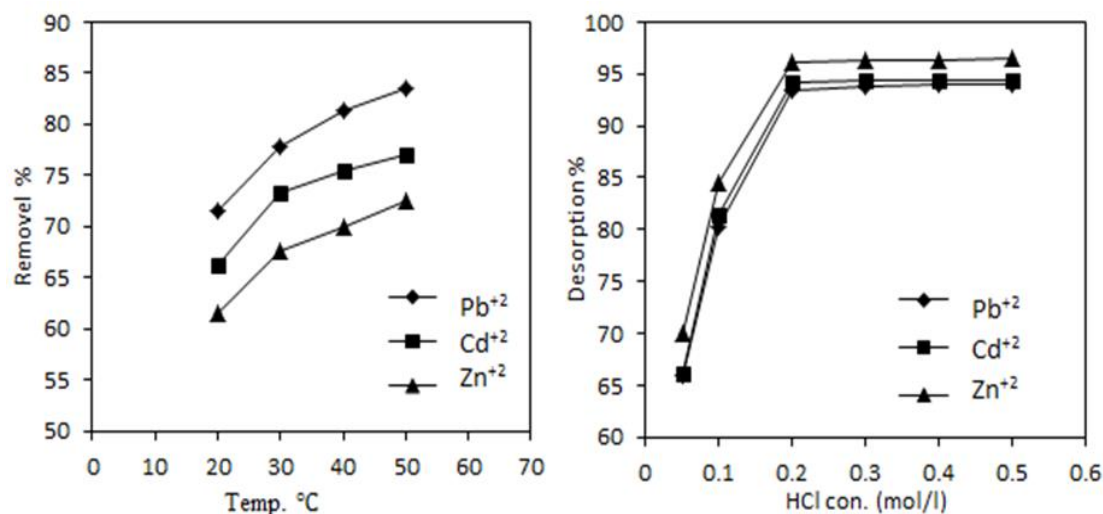 90
85
80
75
70
65
60
55
50
Removel %
0 10 20 30 40 50 60 70
Temp. °C
Pb+2
Cd+2
Zn+2
100
95
90
85
80
75
70
65
60
Desorption %
0 0.1 0.2 0.3 0.4 0.5 0.6
HCl con. (mol/l)
Pb+2
Cd+2
Zn+2